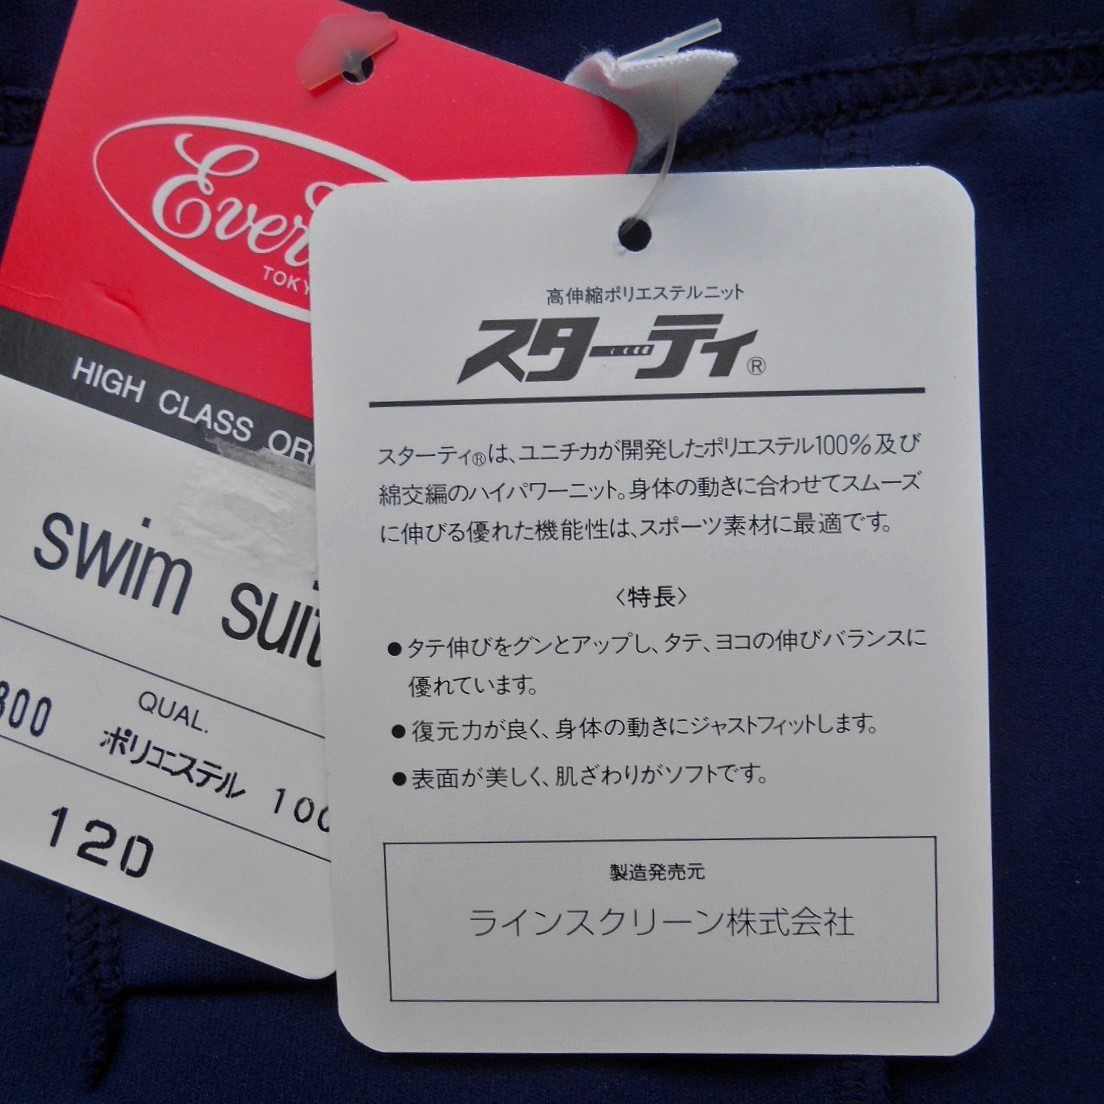 Ever
TOKY
HIGH CLASS ORI
swim suit
800
QUAL.
ポリエステル 100
120
高伸縮ポリエステルニット
スターティ®
スターティ®は、ユニチカが開発したポリエステル100%及び
綿交編のハイパワーニット。身体の動きに合わせてスムーズ
に伸びる優れた機能性は、スポーツ素材に最適です。
〈特長〉
●タテ伸びをグンとアップし、タテ、ヨコの伸びバランスに
優れています。
●復元力が良く、身体の動きにジャストフィットします。
●表面が美しく、肌ざわりがソフトです。
製造発売元
ラインスクリーン株式会社